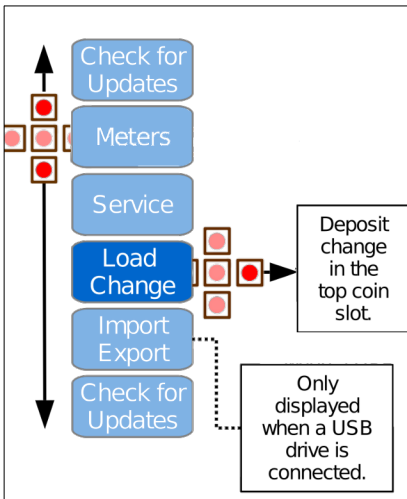 Check for
Updates
Meters
Service
Load
Change
Deposit
change
in the
top coin
slot.
Import
Export
Check for
Updates
Only
displayed
when a USB
drive is
connected.